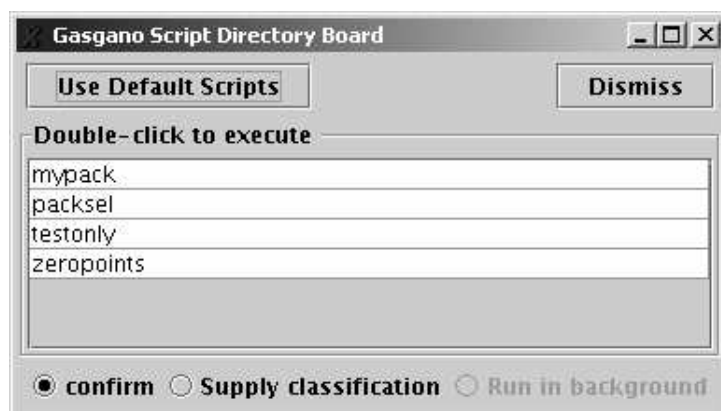 Gasgano Script Directory Board
Use Default Scripts Dismiss
Double-click to execute
mypack
packsel
testonly
zeropoints
confirm Supply classification Run in background